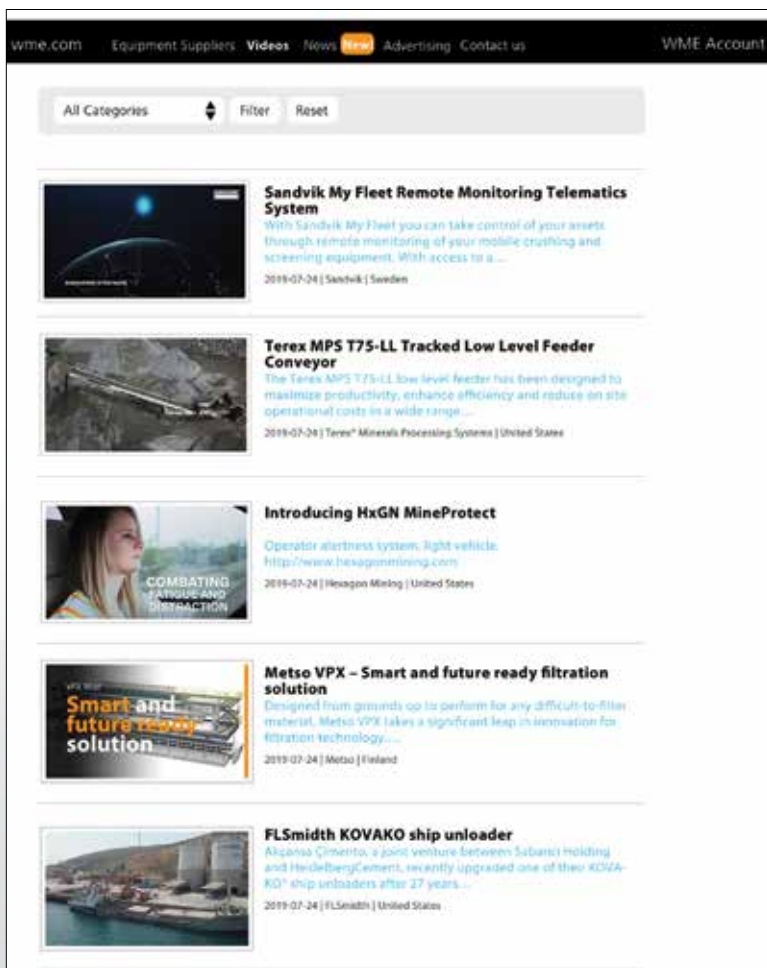 wme.com Equipment Suppliers Videos News New! Advertising Contact us WME Account
All Categories Filter Reset
Sandvik My Fleet Remote Monitoring Telematics
System
With Sandvik My Fleet you can take control of your assets
through remote monitoring of your mobile crushing and
screening equipment. With access to a ...
2019-07-24 | Sandvik | Sweden
Terex MPS T75-LL Tracked Low Level Feeder
Conveyor
The Terex MPS T75-LL low level feeder has been designed to
maximize productivity, enhance efficiency and reduce on site
operational costs in a wide range ...
2019-07-24 | Terex® Minerals Processing Systems | United States
COMBATING
FATIGUE AND
DISTRACTION
Introducing HxGN MineProtect
Operator alertness system, light vehicle.
http://www.hexagonmining.com
2019-07-24 | Hexagon Mining | United States
Smart and
future ready
solution
Metso VPX – Smart and future ready filtration
solution
Designed from grounds up to perform for any difficult-to-filter
material, Metso VPX takes a significant leap in innovation for
filtration technology. ...
2019-07-24 | Metso | Finland
FLSmidth KOVAKO ship unloader
Akçansa Çimento, a joint venture between Sabanci Holding
and HeidelbergCement, recently upgraded one of their KOVA-
KO® ship unloaders after 27 years ...
2019-07-24 | FLSmidth | United States